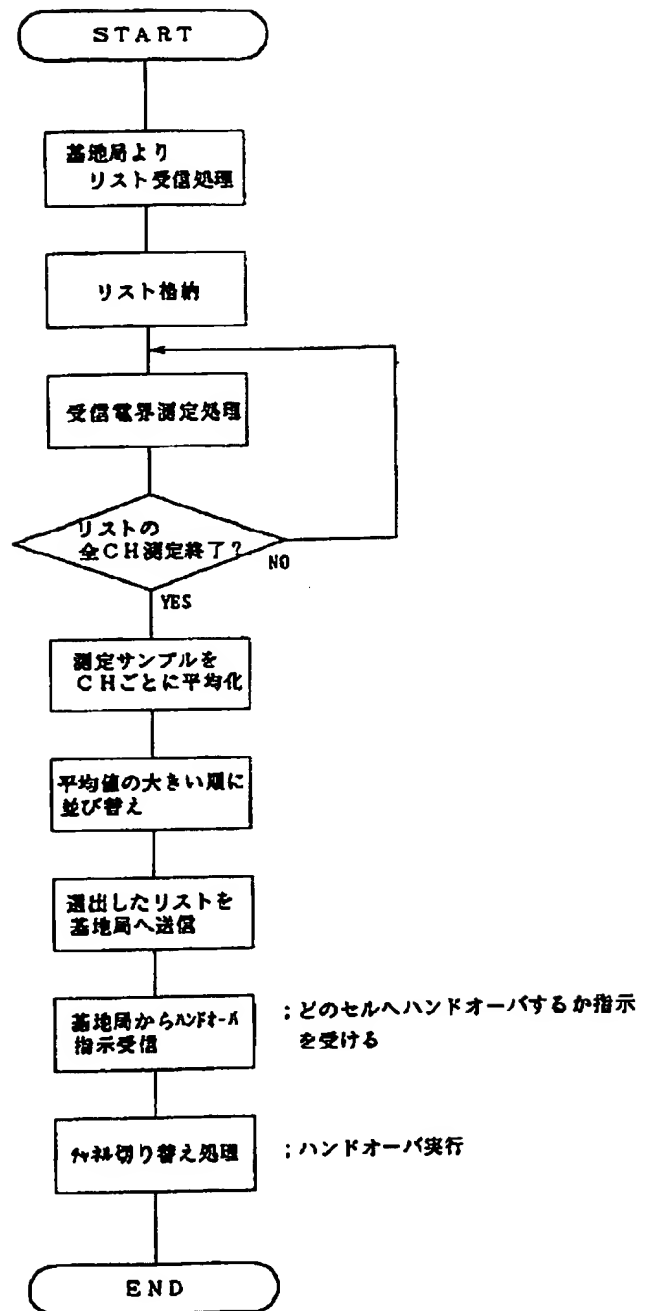 START
基地局より
リスト受信処理
リスト格納
受信電界測定処理
リストの
全CH測定終了?
NO
YES
測定サンプルを
CHごとに平均化
平均値の大きい順に
並び替え
選出したリストを
基地局へ送信
基地局からハンドオーバ
指示受信
;どのセルへハンドオーバするか指示
を受ける
チャネル切り替え処理
;ハンドオーバ実行
END